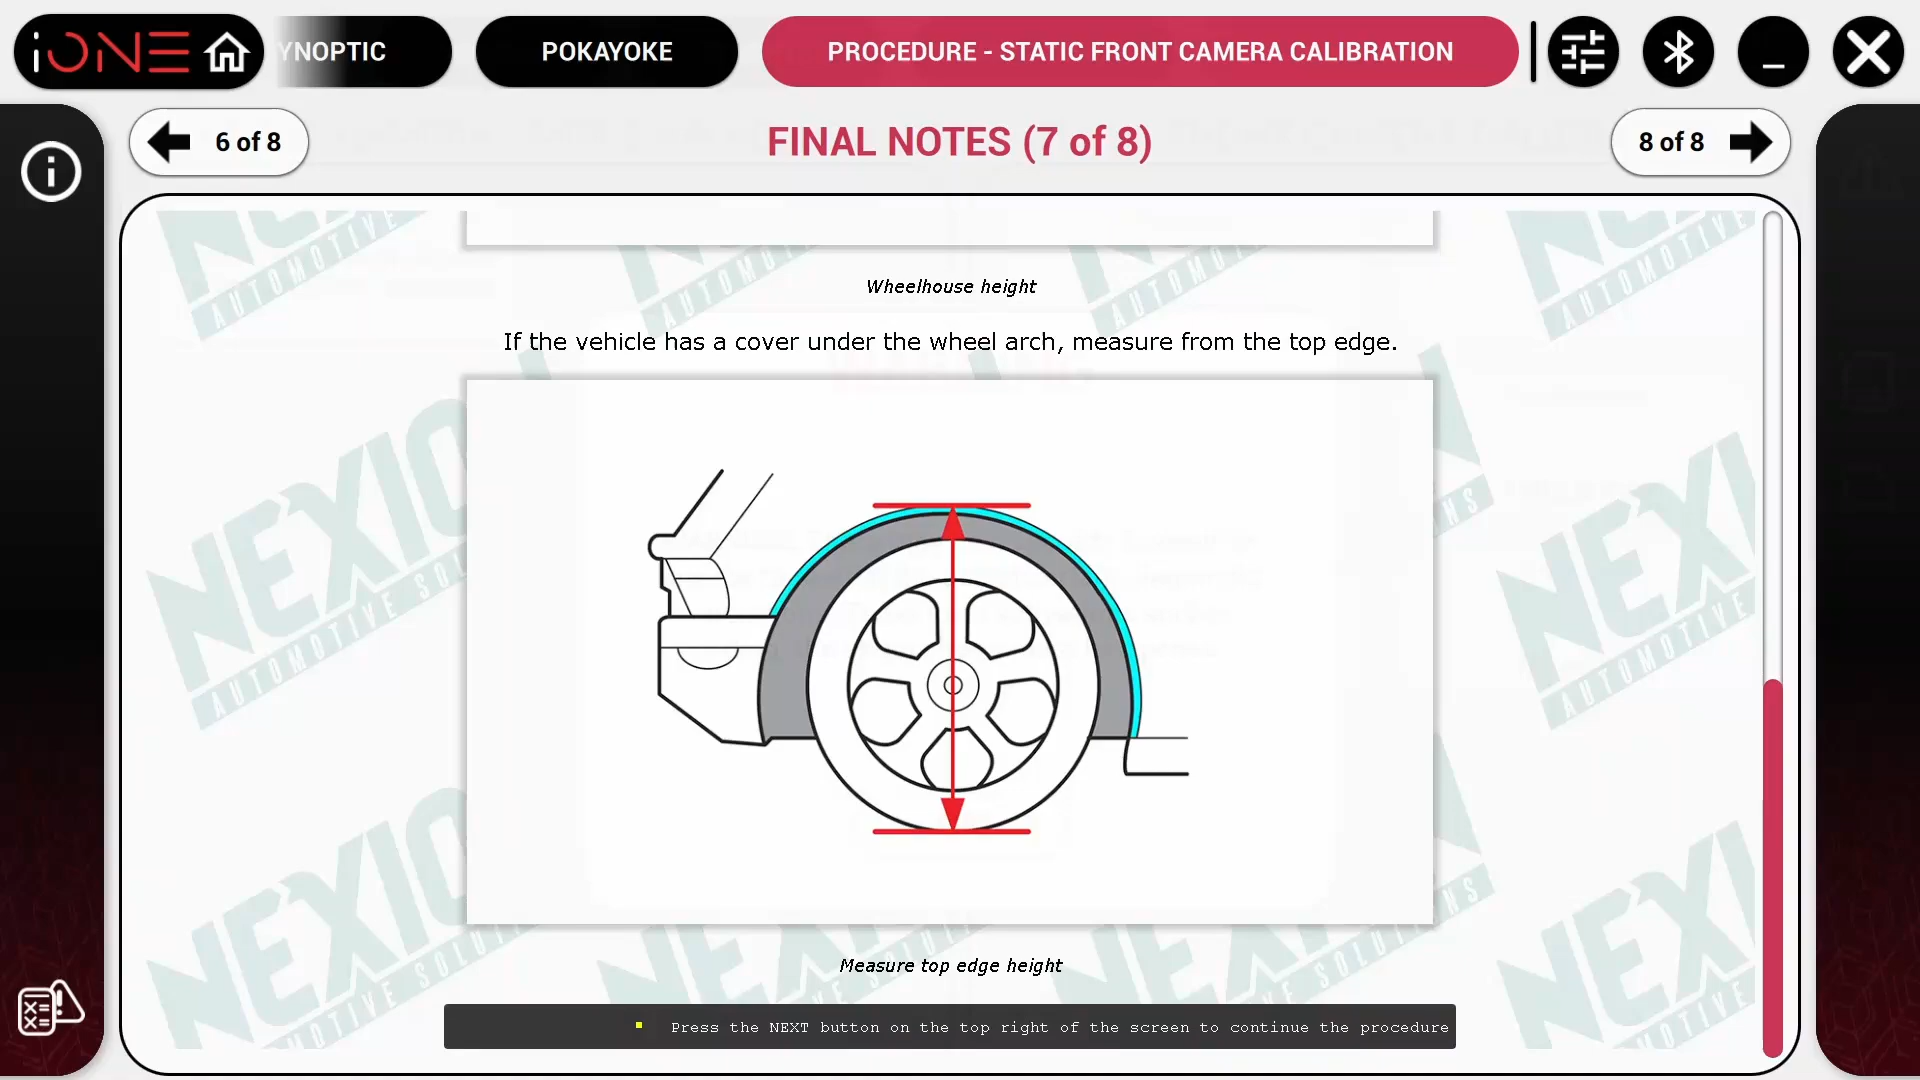 iONE
YNOPTIC
POKAYOKE
PROCEDURE - STATIC FRONT CAMERA CALIBRATION
6 of 8
FINAL NOTES (7 of 8)
8 of 8
Wheelhouse height
If the vehicle has a cover under the wheel arch, measure from the top edge.
Measure top edge height
▪ Press the NEXT button on the top right of the screen to continue the procedure